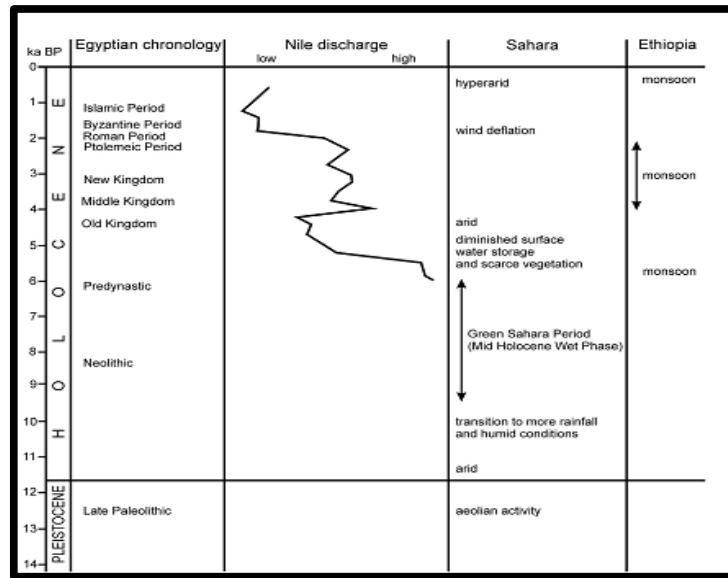 ka BP
Egyptian chronology
Nile discharge
low high
Sahara
Ethiopia
0
1
2
3
4
5
6
7
8
9
10
11
12
13
14
HOLOCENE
PLEISTOCENE
Islamic Period
Byzantine Period
Roman Period
Ptolemeic Period
New Kingdom
Middle Kingdom
Old Kingdom
Predynastic
Neolithic
Late Paleolithic
hyperarid
wind deflation
arid
diminished surface
water storage
and scarce vegetation
Green Sahara Period
(Mid Holocene Wet Phase)
transition to more rainfall
and humid conditions
arid
aeolian activity
monsoon
monsoon
monsoon